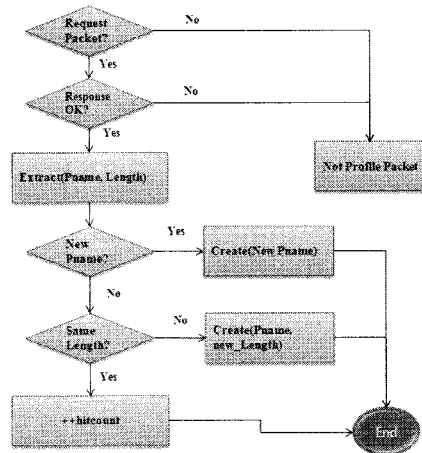 Request
Packet?
No
Yes
Response
OK?
No
Yes
Extract(Pname, Length)
Not Profile Packet
New
Pname?
Yes
Create(New Pname)
No
Same
Length?
No
Create(Pname,
new_Length)
Yes
++hitcount
End